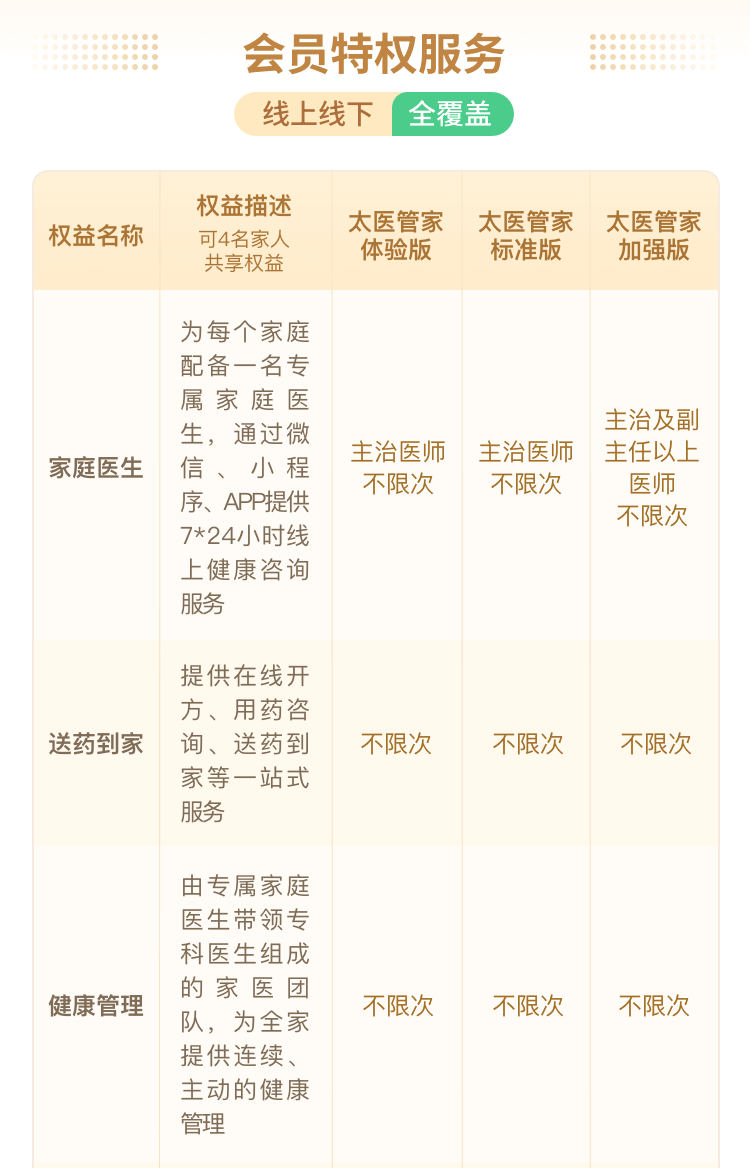 会员特权服务
线上线下 全覆盖
权益名称
权益描述
可4名家人
共享权益
太医管家
体验版
太医管家
标准版
太医管家
加强版
家庭医生
为每个家庭
配备一名专
属家庭医
生，通过微
信、小程
序、APP提供
7*24小时线
上健康咨询
服务
主治医师
不限次
主治医师
不限次
主治及副
主任以上
医师
不限次
送药到家
提供在线开
方、用药咨
询、送药到
家等一站式
服务
不限次
不限次
不限次
健康管理
由专属家庭
医生带领专
科医生组成
的家医团
队，为全家
提供连续、
主动的健康
管理
不限次
不限次
不限次